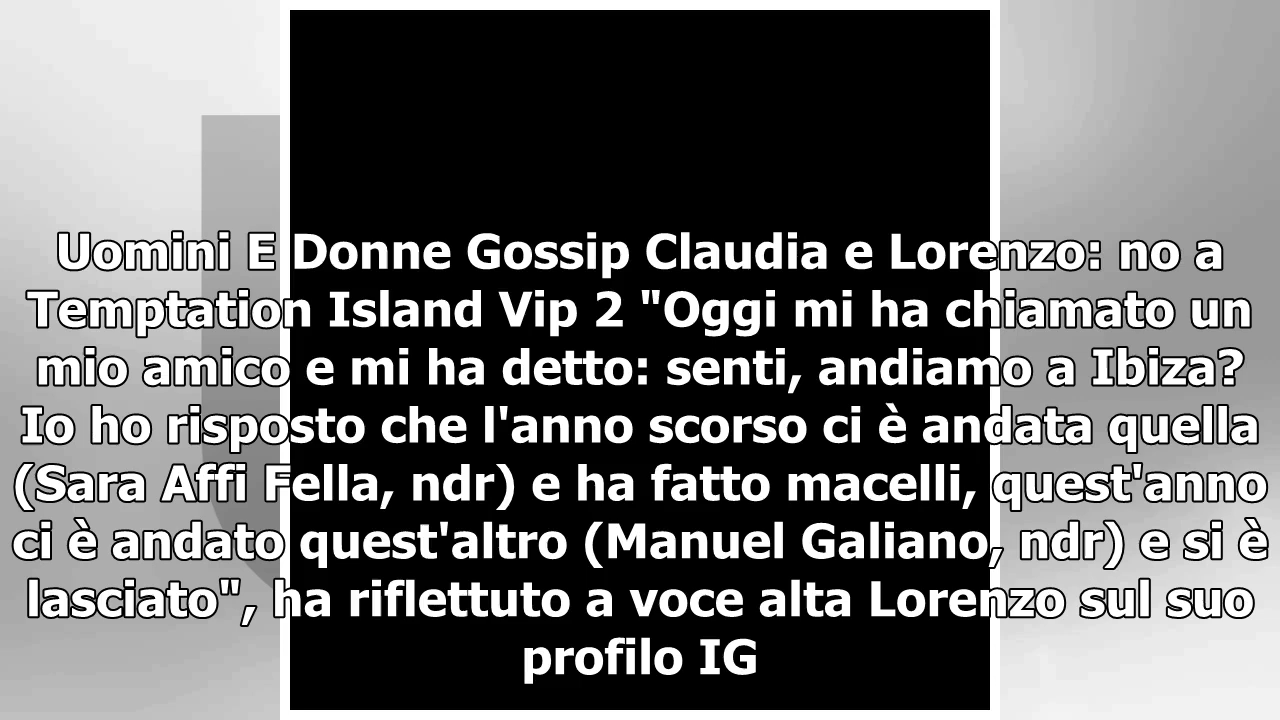 Uomini E Donne Gossip Claudia e Lorenzo: no a
Temptation Island Vip 2 "Oggi mi ha chiamato un
mio amico e mi ha detto: senti, andiamo a Ibiza?
Io ho risposto che l'anno scorso ci è andata quella
(Sara Affi Fella, ndr) e ha fatto macelli, quest'anno
ci è andato quest'altro (Manuel Galiano, ndr) e si è
lasciato", ha riflettuto a voce alta Lorenzo sul suo
profilo IG